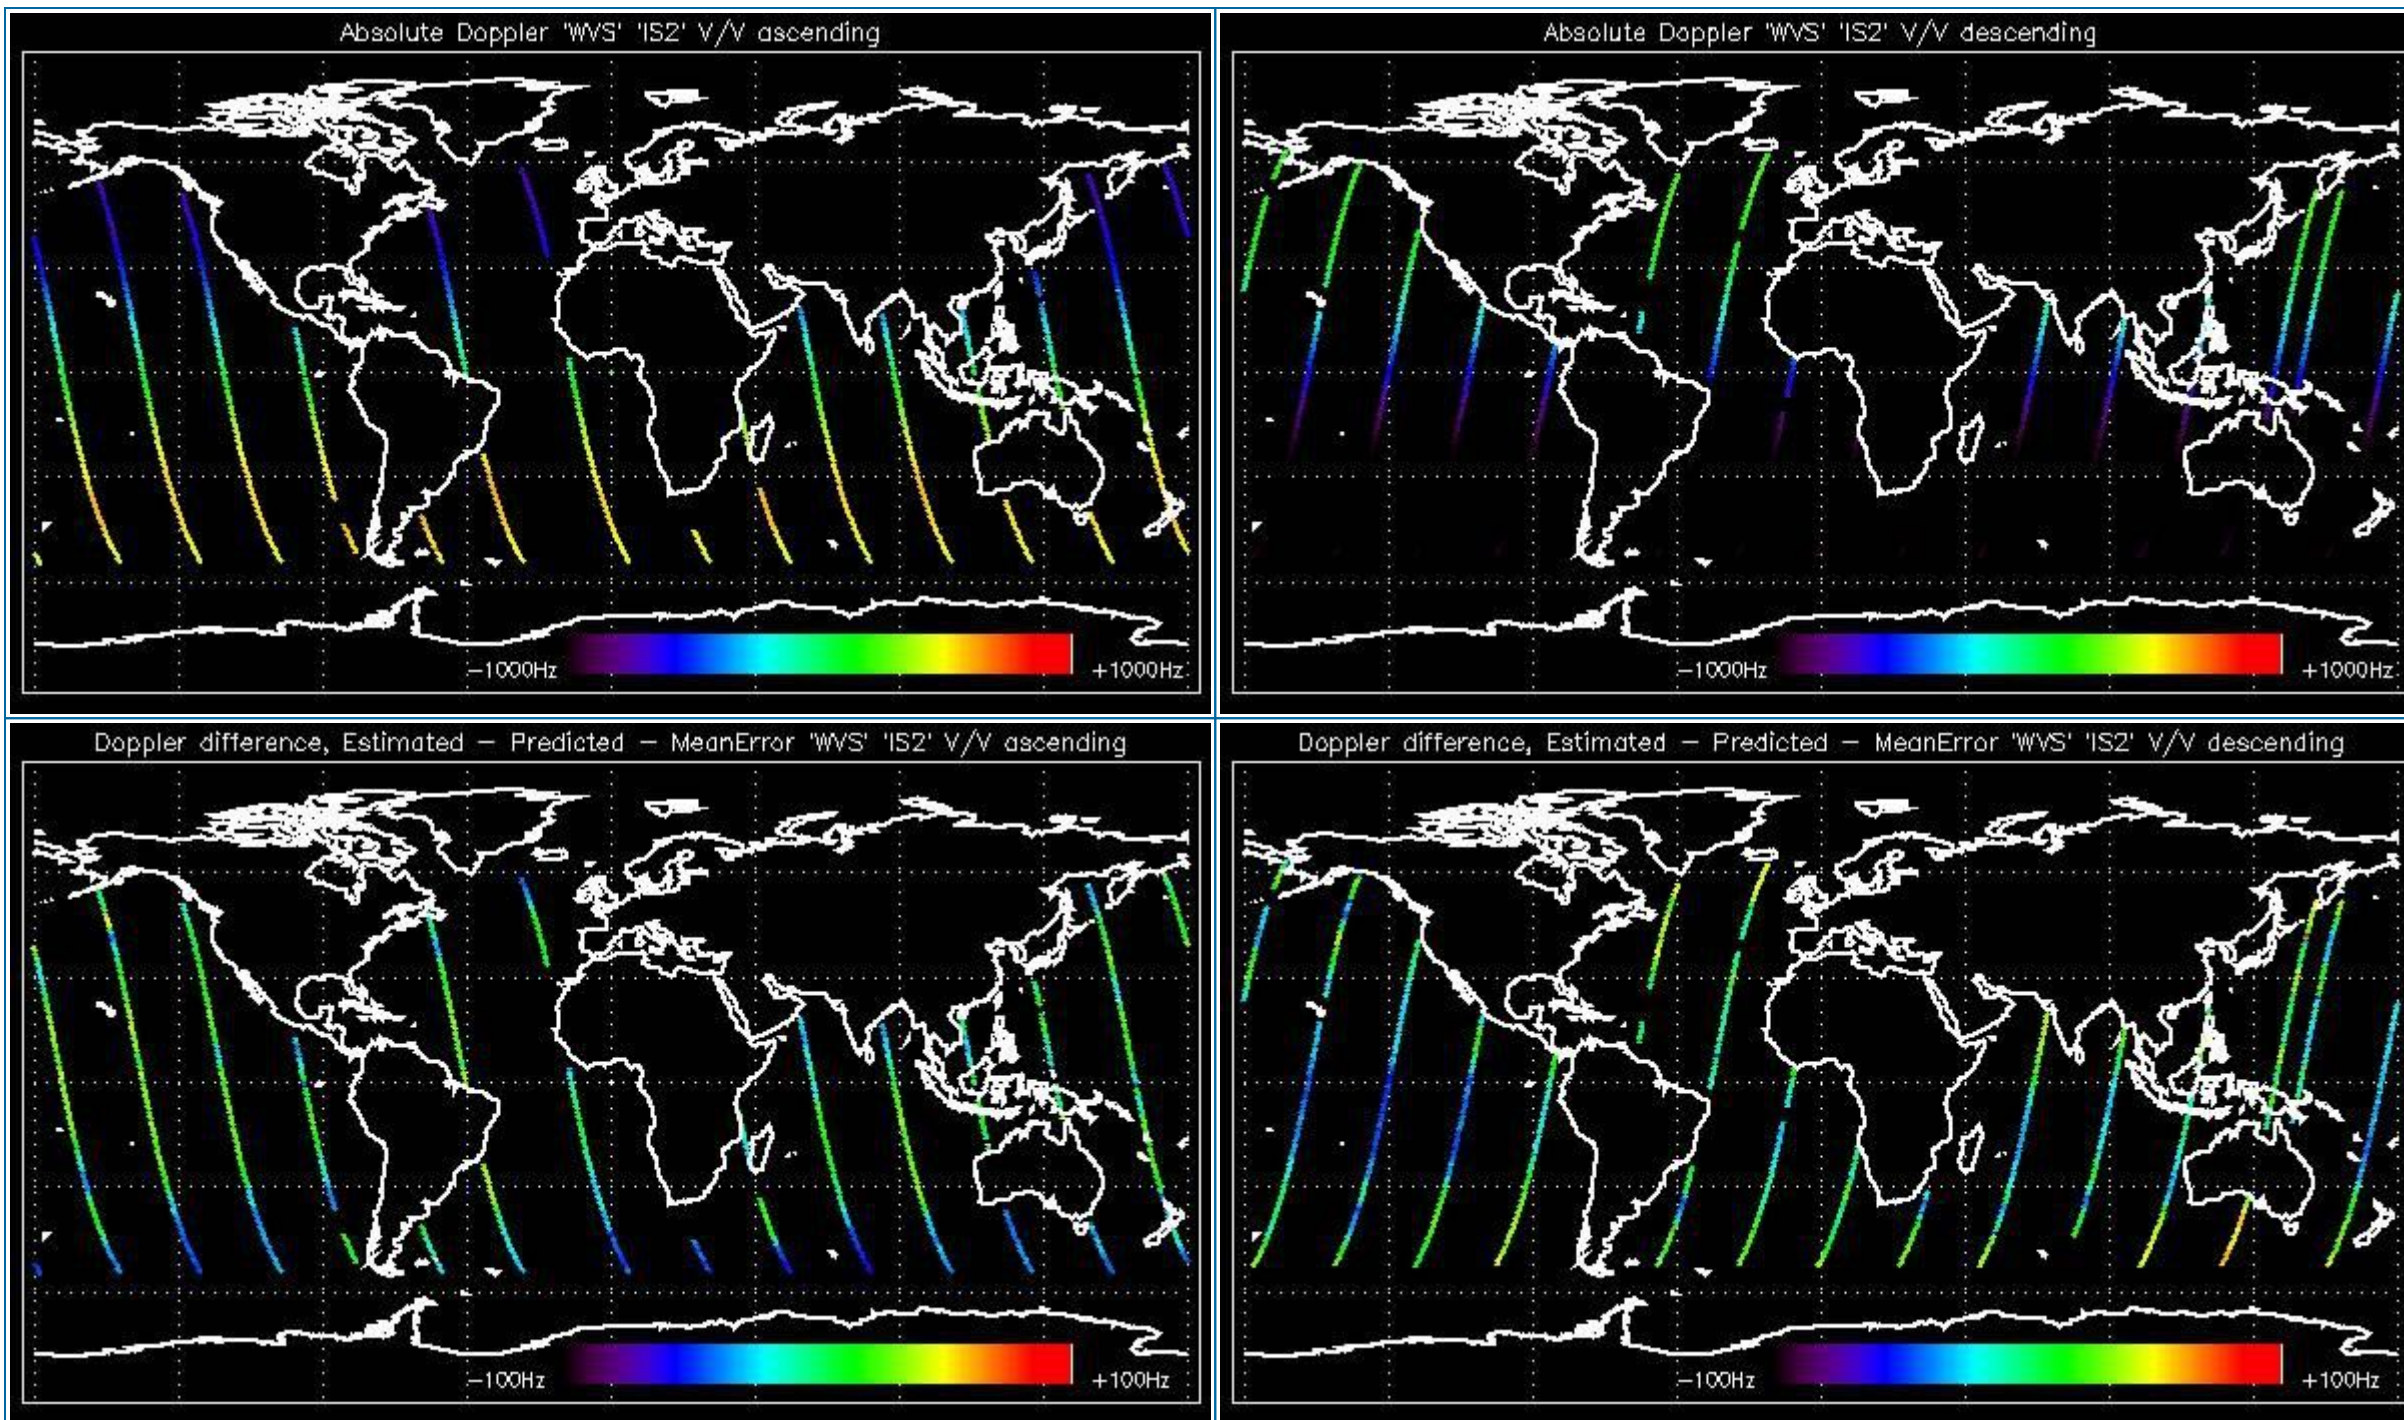 Absolute Doppler 'WVS' 'IS2' V/V ascending
-1000Hz
+1000Hz
Absolute Doppler 'WVS' 'IS2' V/V descending
-1000Hz
+1000Hz
Doppler difference, Estimated - Predicted - MeanError 'WVS' 'IS2' V/V ascending
-100Hz
+100Hz
Doppler difference, Estimated - Predicted - MeanError 'WVS' 'IS2' V/V descending
-100Hz
+100Hz